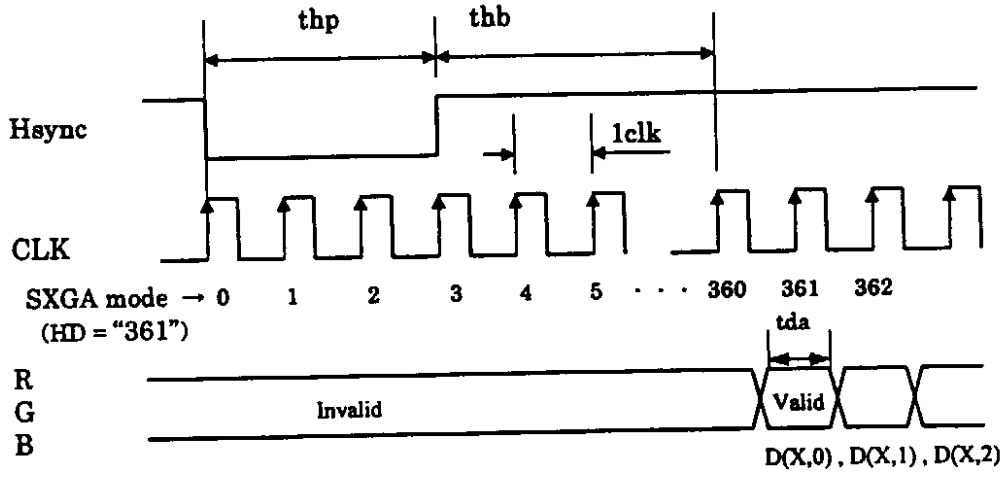 thp thb
Hsync
1clk
CLK
SXGA mode → 0 1 2 3 4 5 · · · 360 361 362
(HD = “361”)
tda
R
G Invalid Valid
B
D(X,0) , D(X,1) , D(X,2)